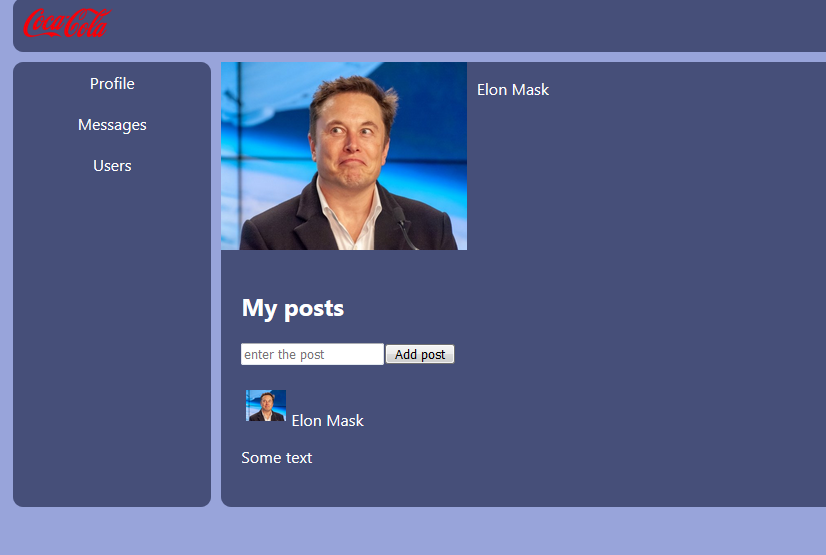 Coca-Cola
Profile
Messages
Users
Elon Mask
My posts
enter the post
Add post
Elon Mask
Some text